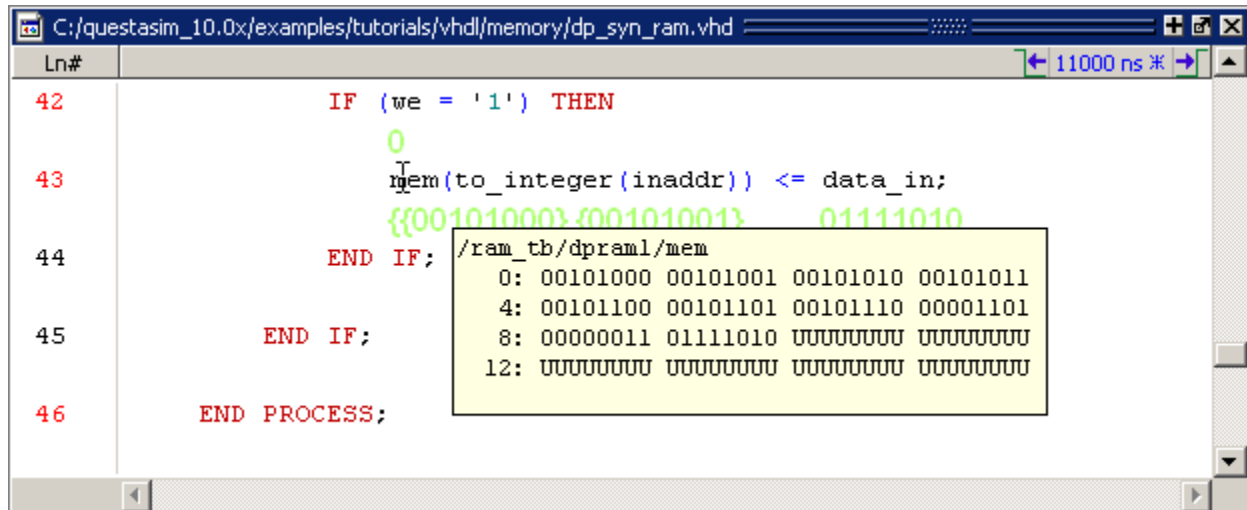 C:/questasim_10.0x/examples/tutorials/vhdl/memory/dp_syn_ram.vhd
Ln# 11000 ns
42 IF (we = '1') THEN
0
43 mem(to_integer(inaddr)) <= data_in;
{{00101000} {00101001} 01111010
44 END IF;
/ram_tb/dpram1/mem
0: 00101000 00101001 00101010 00101011
4: 00101100 00101101 00101110 00001101
8: 00000011 01111010 UUUUUUUU UUUUUUUU
12: UUUUUUUU UUUUUUUU UUUUUUUU UUUUUUUU
45 END IF;
46 END PROCESS;